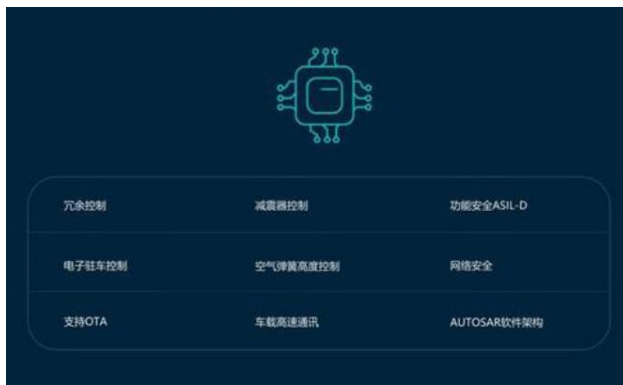 冗余控制
减震器控制
功能安全ASIL-D
电子驻车控制
空气弹簧高度控制
网络安全
支持OTA
车载高速通讯
AUTOSAR软件架构